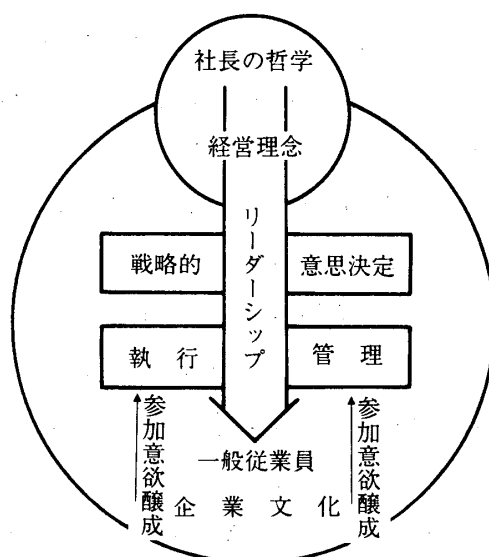 社長の哲学
経営理念
リーダーシップ
戦略的
意思決定
執行
管理
一般従業員
企業文化
参加意欲醸成
参加意欲醸成